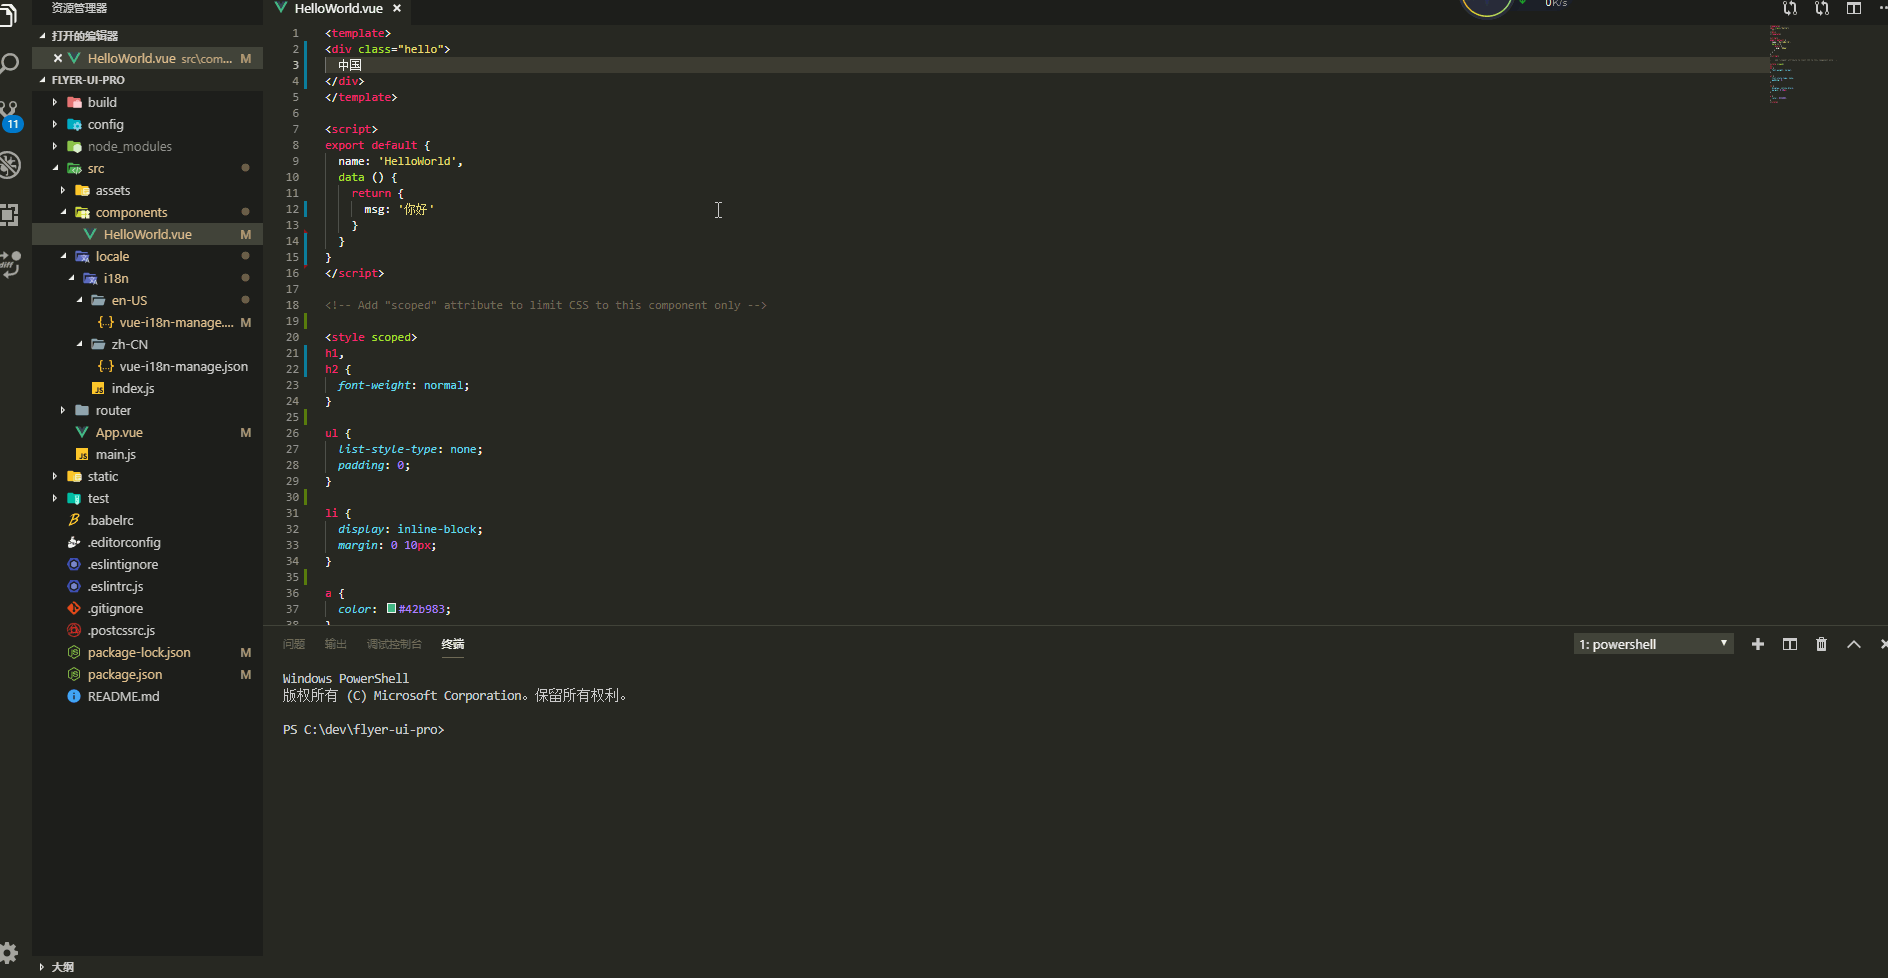 资源管理器
打开的编辑器
HelloWorld.vue src\com... M
FLYER-UI-PRO
build
config
node_modules
src
assets
components
HelloWorld.vue M
locale
i18n
en-US
vue-i18n-manage.... M
zh-CN
vue-i18n-manage.json
index.js
router
App.vue M
main.js
static
test
.babelrc
.editorconfig
.eslintignore
.eslintrc.js
.gitignore
.postcssrc.js
package-lock.json M
package.json M
README.md
大纲
11
HelloWorld.vue
0K/s
1 <template>
2 <div class="hello">
3 中国
4 </div>
5 </template>
6
7 <script>
8 export default {
9 name: 'HelloWorld',
10 data () {
11 return {
12 msg: '你好'
13 }
14 }
15 }
16 </script>
17
18 <!-- Add "scoped" attribute to limit CSS to this component only -->
19
20 <style scoped>
21 h1,
22 h2 {
23 font-weight: normal;
24 }
25
26 ul {
27 list-style-type: none;
28 padding: 0;
29 }
30
31 li {
32 display: inline-block;
33 margin: 0 10px;
34 }
35
36 a {
37 color: #42b983;
38 }
问题 输出 调试控制台 终端
1: powershell
Windows PowerShell
版权所有 (C) Microsoft Corporation。保留所有权利。
PS C:\dev\flyer-ui-pro>